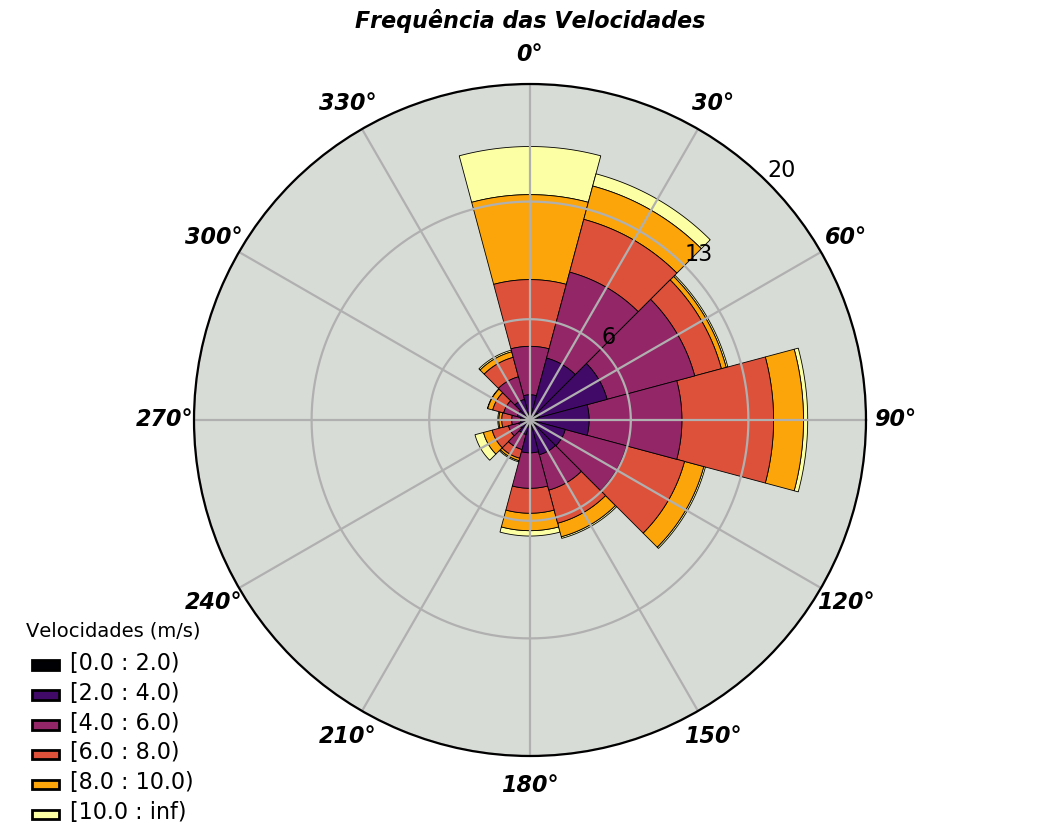 Frequência das Velocidades
0°
330°
30°
20
300°
60°
13
6
270°
90°
240°
120°
210°
150°
180°
Velocidades (m/s)
[0.0 : 2.0)
[2.0 : 4.0)
[4.0 : 6.0)
[6.0 : 8.0)
[8.0 : 10.0)
[10.0 : inf)